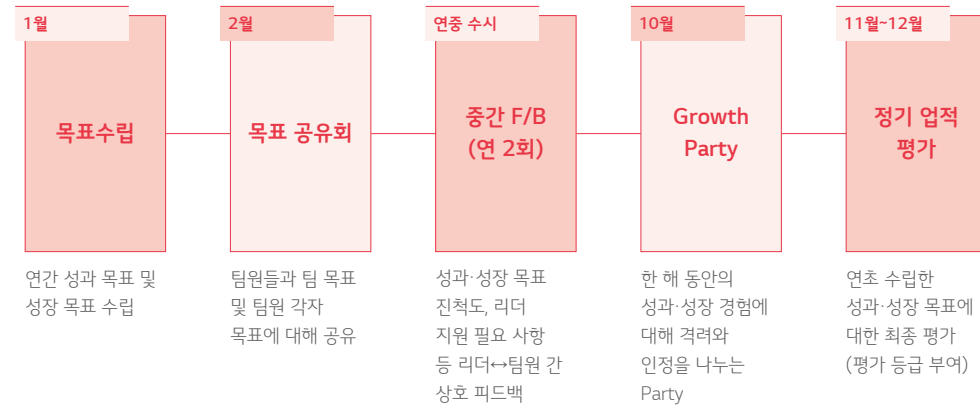 1월
목표수립
연간 성과 목표 및
성장 목표 수립
2월
목표 공유회
팀원들과 팀 목표
및 팀원 각자
목표에 대해 공유
연중 수시
중간 F/B
(연 2회)
성과·성장 목표
진척도, 리더
지원 필요 사항
등 리더↔팀원 간
상호 피드백
10월
Growth
Party
한 해 동안의
성과·성장 경험에
대해 격려와
인정을 나누는
Party
11월~12월
정기 업적
평가
연초 수립한
성과·성장 목표에
대한 최종 평가
(평가 등급 부여)